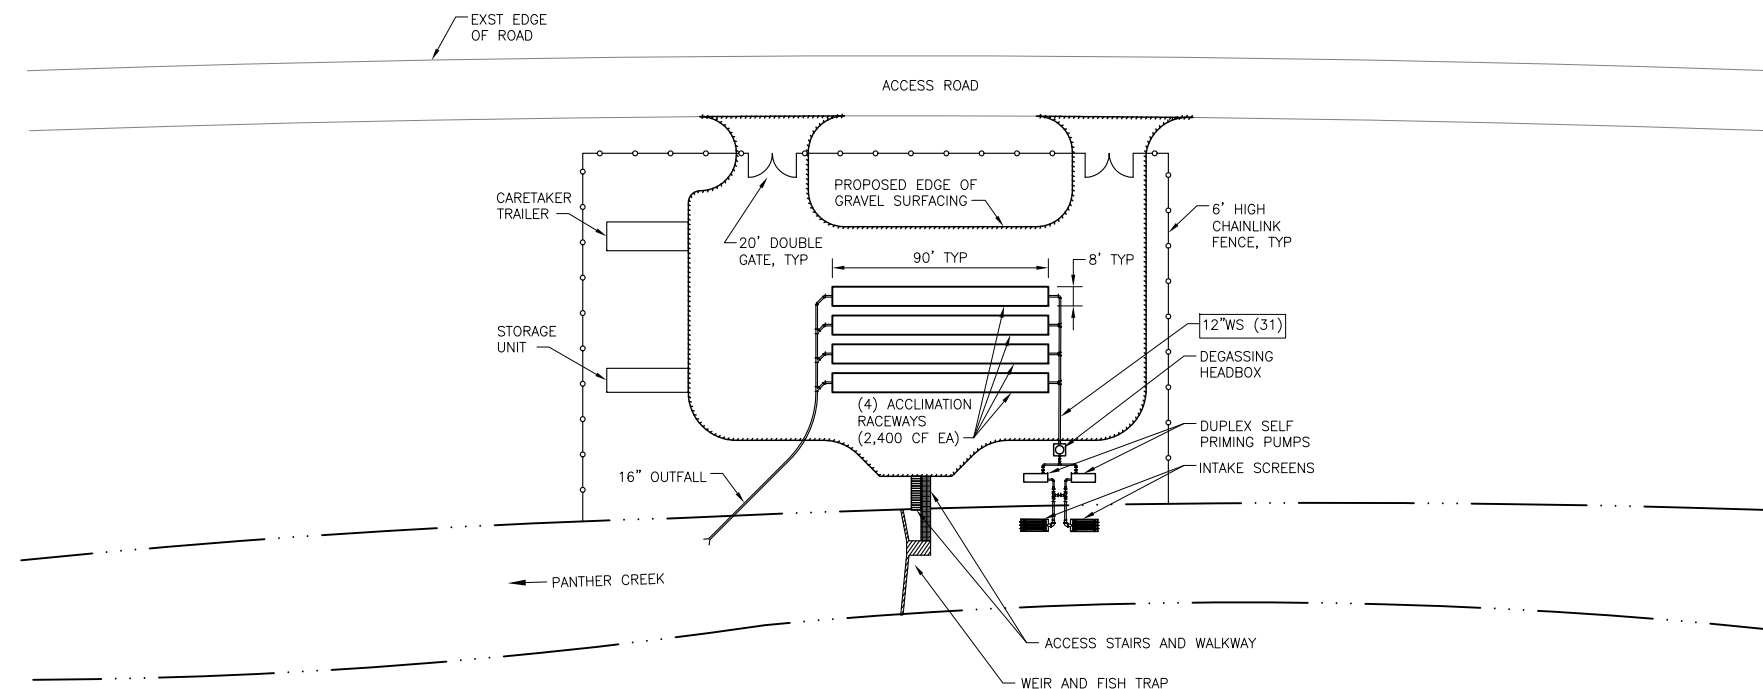 EXST EDGE
OF ROAD
ACCESS ROAD
CARETAKER
TRAILER
PROPOSED EDGE OF
GRAVEL SURFACING
6' HIGH
CHAINLINK
FENCE, TYP
20' DOUBLE
GATE, TYP
90' TYP
8' TYP
STORAGE
UNIT
12"WS (31)
DEGASSING
HEADBOX
(4) ACCLIMATION
RACEWAYS
(2,400 CF EA)
DUPLEX SELF
PRIMING PUMPS
INTAKE SCREENS
16" OUTFALL
PANTHER CREEK
ACCESS STAIRS AND WALKWAY
WEIR AND FISH TRAP